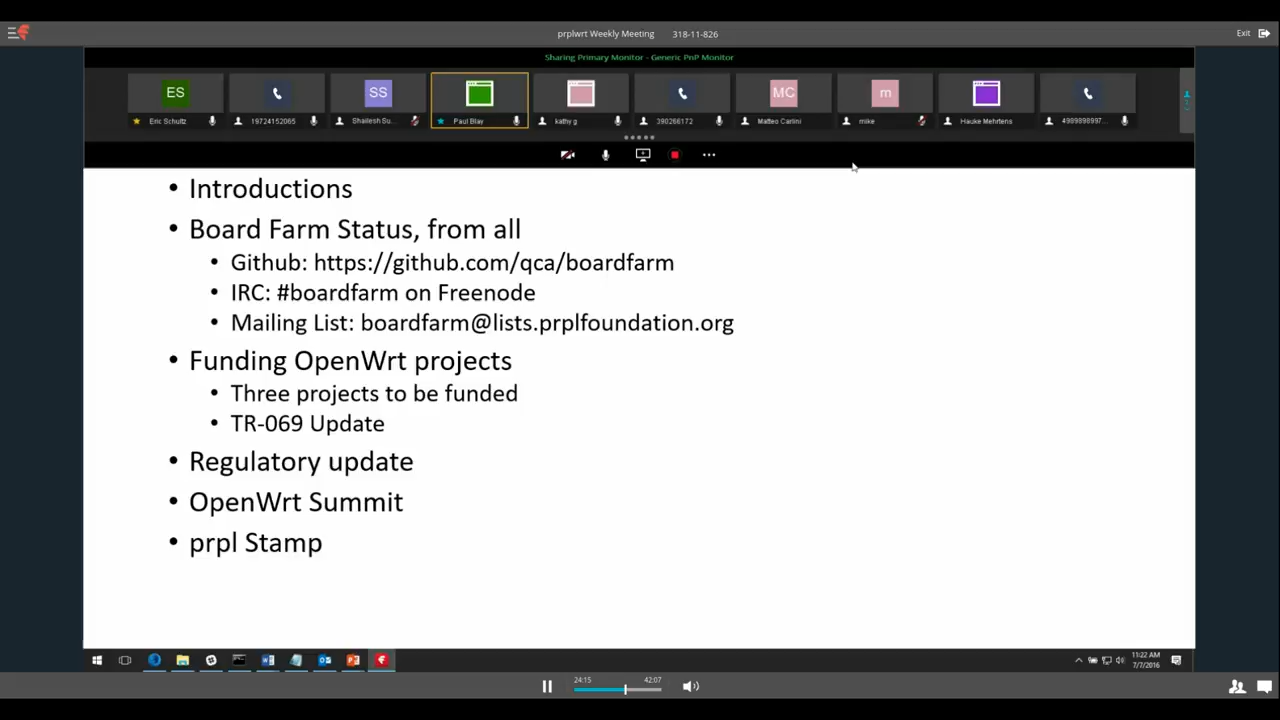 prplwrt Weekly Meeting 318-11-826
Exit
Sharing Primary Monitor - Generic PnP Monitor
ES SS MC m
Eric Schultz 19724152065 Shailesh Su... Paul Blay kathy g 390266172 Matteo Carlini mike Hauke Mehrtens 4989898997...
• Introductions
• Board Farm Status, from all
• Github: https://github.com/qca/boardfarm
• IRC: #boardfarm on Freenode
• Mailing List: boardfarm@lists.prplfoundation.org
• Funding OpenWrt projects
• Three projects to be funded
• TR-069 Update
• Regulatory update
• OpenWrt Summit
• prpl Stamp
11:22 AM
7/7/2016
24:15 42:07